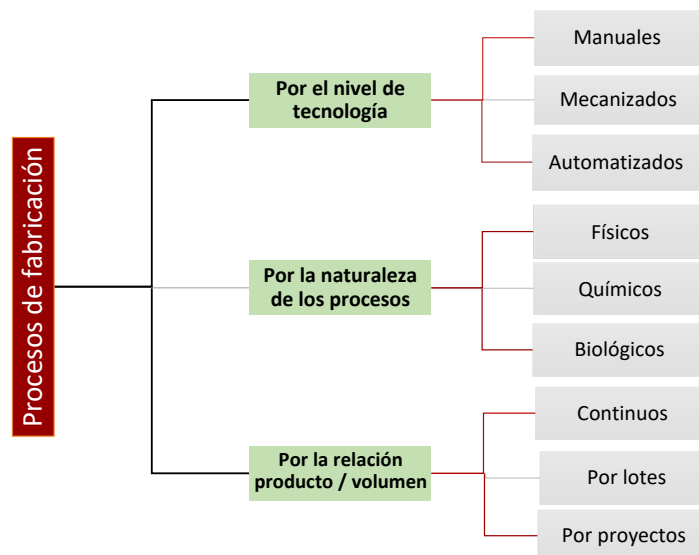 Procesos de fabricación
Por el nivel de
tecnología
Manuales
Mecanizados
Automatizados
Por la naturaleza
de los procesos
Físicos
Químicos
Biológicos
Por la relación
producto / volumen
Continuos
Por lotes
Por proyectos